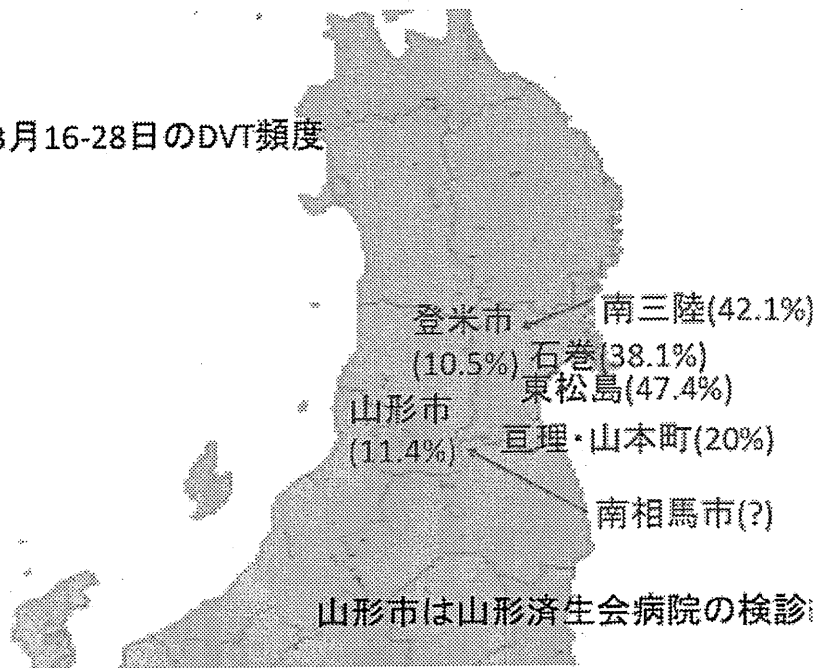 3月16-28日のDVT頻度
登米市
(10.5%)
南三陸(42.1%)
石巻(38.1%)
東松島(47.4%)
山形市
(11.4%)
亘理・山本町(20%)
南相馬市(?)
山形市は山形済生会病院の検診